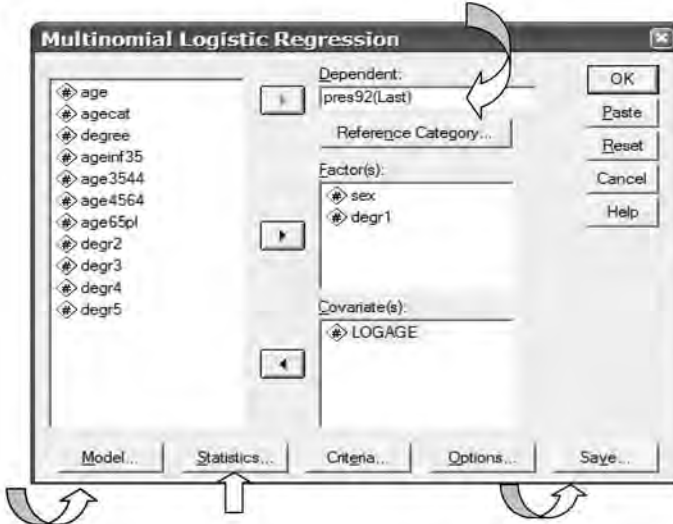 Multinomial Logistic Regression
age
agecat
degree
ageinf35
age3544
age4564
age65pl
degr2
degr3
degr4
degr5
Dependent:
pres92(Last)
Reference Category...
Factor(s):
sex
degr1
Covariate(s):
LOGAGE
OK
Paste
Reset
Cancel
Help
Model...
Statistics...
Criteria...
Options...
Save...